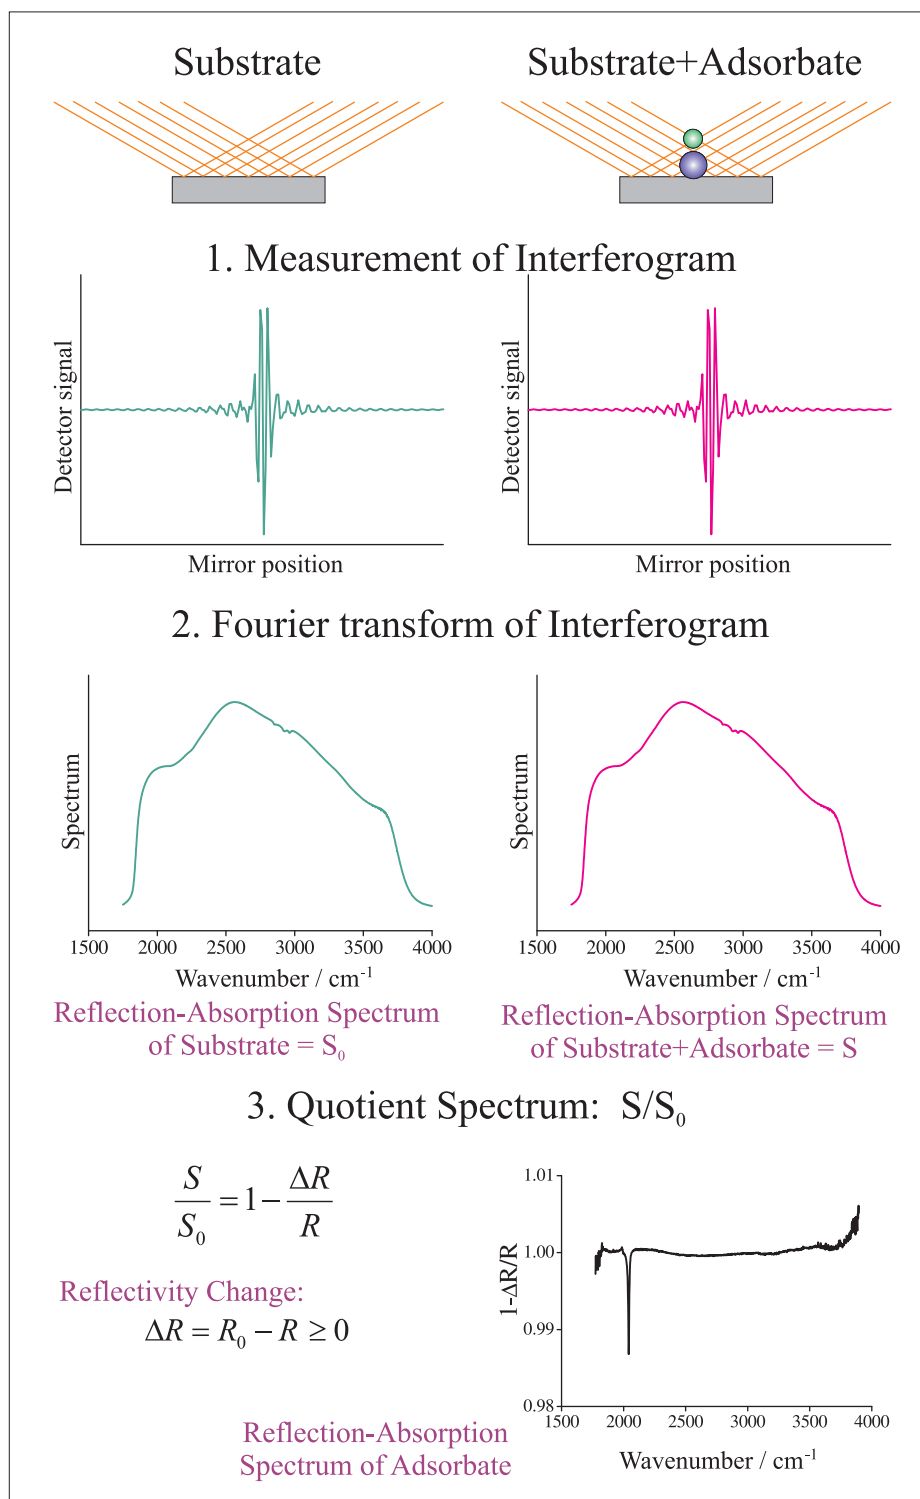 Substrate
Substrate+Adsorbate
1. Measurement of Interferogram
Detector signal
Mirror position
Detector signal
Mirror position
2. Fourier transform of Interferogram
Spectrum
1500 2000 2500 3000 3500 4000
Wavenumber / cm⁻¹
Reflection-Absorption Spectrum
of Substrate = S₀
Spectrum
1500 2000 2500 3000 3500 4000
Wavenumber / cm⁻¹
Reflection-Absorption Spectrum
of Substrate+Adsorbate = S
3. Quotient Spectrum: S/S₀
S/S₀ = 1 − ΔR/R
Reflectivity Change:
ΔR = R₀ − R ≥ 0
1-ΔR/R
1.01
1.00
0.99
0.98
1500 2000 2500 3000 3500 4000
Wavenumber / cm⁻¹
Reflection-Absorption
Spectrum of Adsorbate